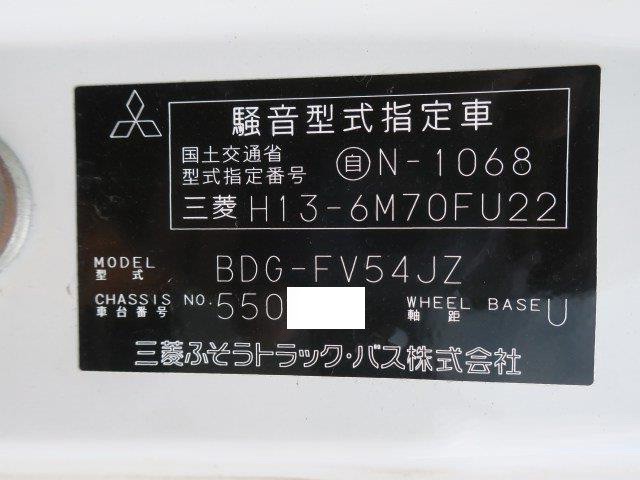 騒音型式指定車
国土交通省
型式指定番号 自N-1068
三菱 H13-6M70FU22
MODEL
型式 BDG-FV54JZ
CHASSIS NO. 550 WHEEL BASE U
車台番号 軸距
三菱ふそうトラック・バス株式会社